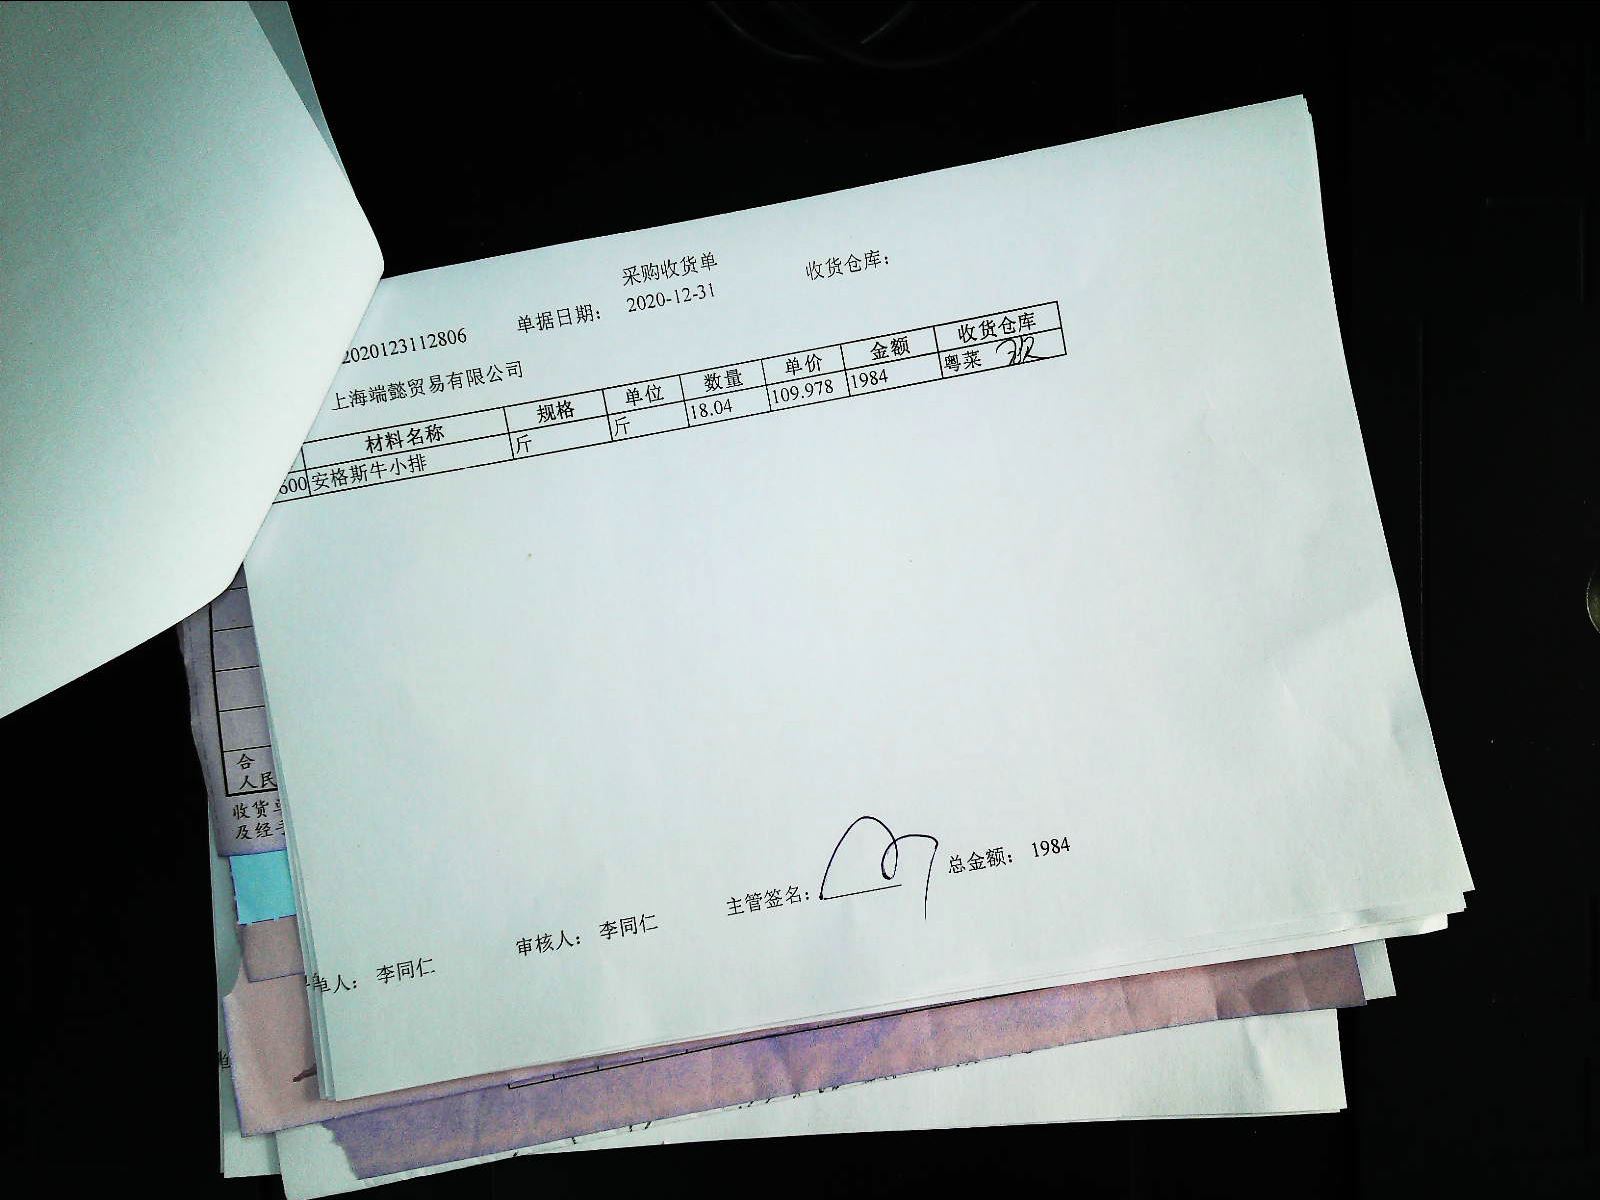 采购收货单
2020123112806 单据日期： 2020-12-31 收货仓库：
上海端懿贸易有限公司
材料名称 规格 单位 数量 单价 金额 收货仓库
600 安格斯牛小排 斤 斤 18.04 109.978 1984 粤菜
主管签名： 总金额： 1984
单人： 李同仁 审核人： 李同仁
合
人民
收货单
及经手